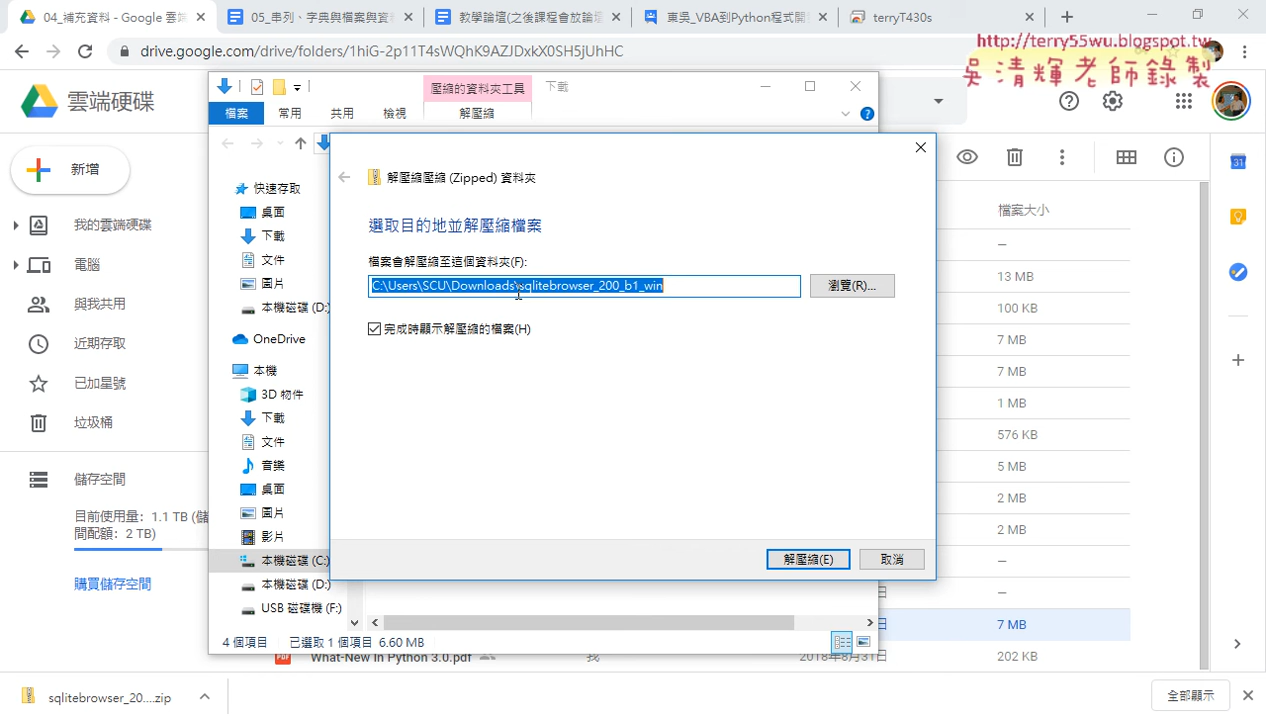 04_補充資料 - Google 雲端
05_串列、字典與檔案與資
教學論壇(之後課程會放論壇
東吳_VBA到Python程式開
terryT430s
drive.google.com/drive/folders/1hiG-2p11T4sWQhK9AZJDxkX0SH5jUhHC
http://terry55wu.blogspot.tw
吳清輝老師錄製
雲端硬碟
壓縮的資料夾工具
下載
檔案
常用
共用
檢視
解壓縮
新增
我的雲端硬碟
電腦
與我共用
近期存取
已加星號
垃圾桶
儲存空間
目前使用量：1.1 TB (儲
間配額：2 TB)
購買儲存空間
快速存取
桌面
下載
文件
圖片
本機磁碟 (D:)
OneDrive
本機
3D 物件
下載
文件
音樂
桌面
圖片
影片
本機磁碟 (C:)
本機磁碟 (D:)
USB 磁碟機 (F:)
4 個項目
已選取 1 個項目 6.60 MB
解壓縮壓縮 (Zipped) 資料夾
選取目的地並解壓縮檔案
檔案會解壓縮至這個資料夾(F):
C:\Users\SCU\Downloads\sqlitebrowser_200_b1_win
瀏覽(R)...
完成時顯示解壓縮的檔案(H)
解壓縮(E)
取消
檔案大小
—
13 MB
100 KB
7 MB
7 MB
1 MB
576 KB
5 MB
2 MB
2 MB
—
日
—
日
7 MB
What-New In Python 3.0.pdf
我
2018年8月31日
202 KB
31
sqlitebrowser_20....zip
全部顯示